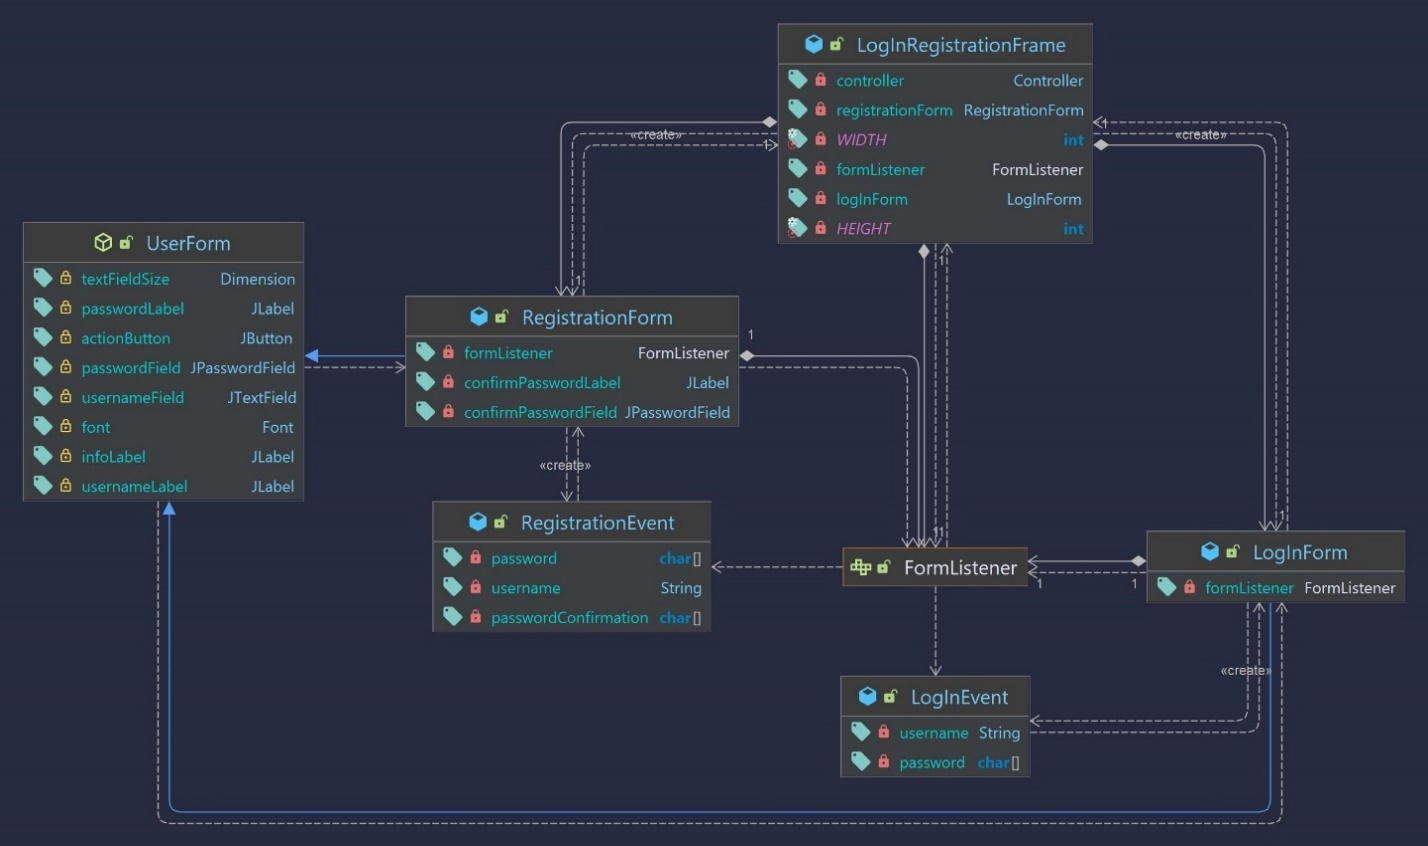 LogInRegistrationFrame
controller Controller
registrationForm RegistrationForm
WIDTH int
formListener FormListener
logInForm LogInForm
HEIGHT int
1
«create»
1
1
«create»
1
1
UserForm
textFieldSize Dimension
passwordLabel JLabel
actionButton JButton
passwordField JPasswordField
usernameField JTextField
font Font
infoLabel JLabel
usernameLabel JLabel
RegistrationForm
formListener FormListener
confirmPasswordLabel JLabel
confirmPasswordField JPasswordField
1
«create»
RegistrationEvent
password char[]
username String
passwordConfirmation char[]
1
1
FormListener
1
1
LogInForm
formListener FormListener
«create»
LogInEvent
username String
password char[]